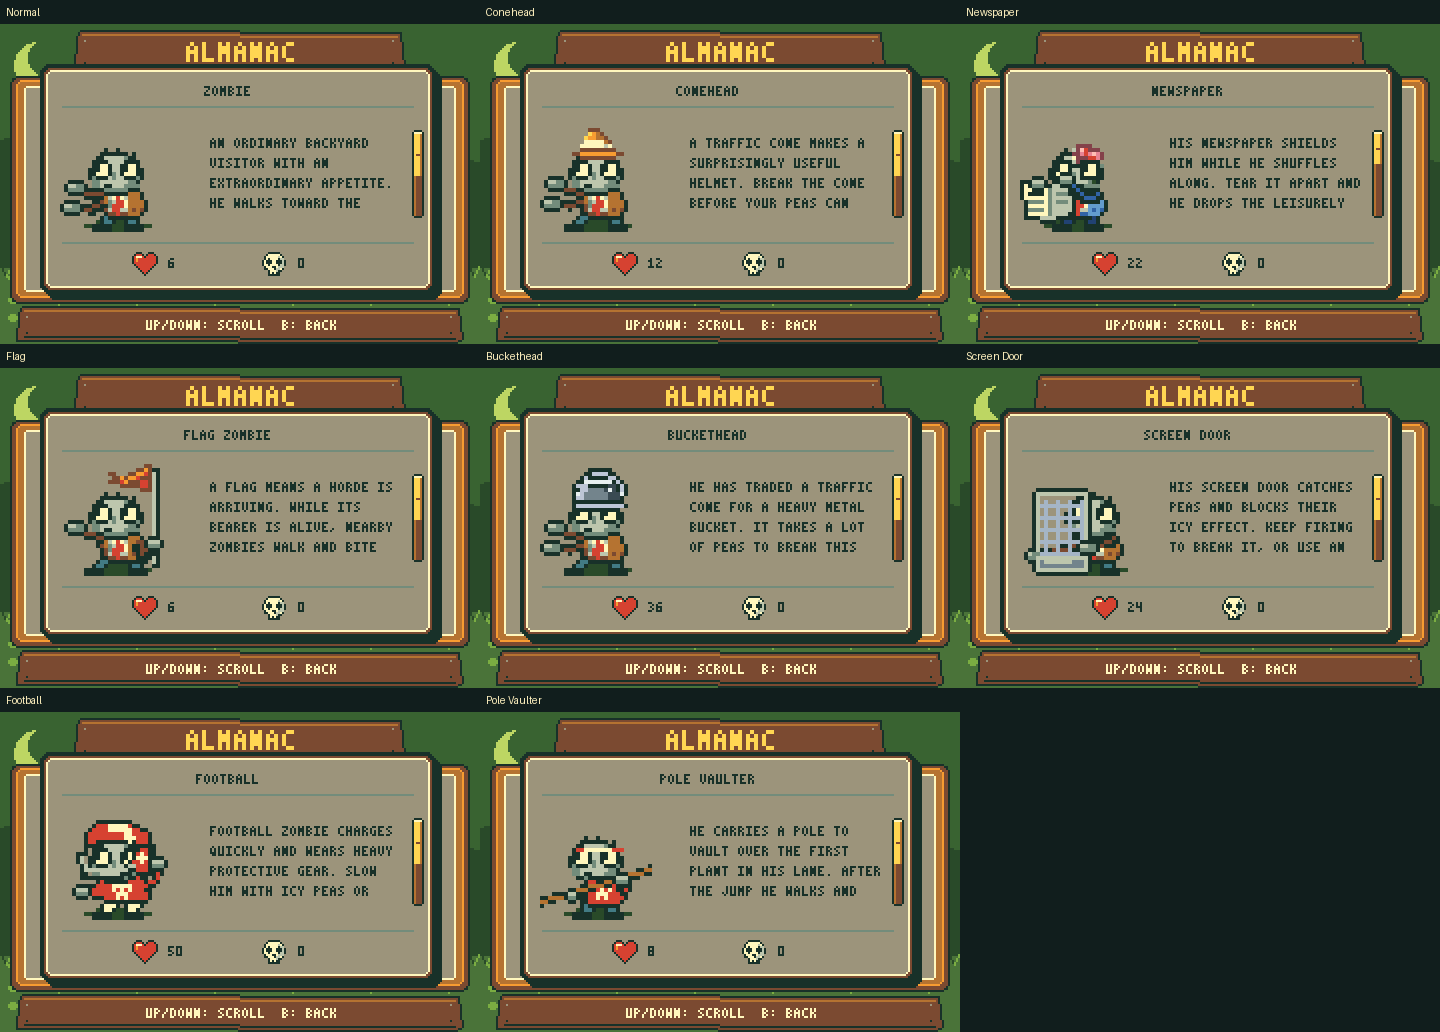 Normal
ALMANAC
ZOMBIE
AN ORDINARY BACKYARD
VISITOR WITH AN
EXTRAORDINARY APPETITE.
HE WALKS TOWARD THE
6
0
UP/DOWN: SCROLL B: BACK
Conehead
ALMANAC
CONEHEAD
A TRAFFIC CONE MAKES A
SURPRISINGLY USEFUL
HELMET. BREAK THE CONE
BEFORE YOUR PEAS CAN
12
0
UP/DOWN: SCROLL B: BACK
Newspaper
ALMANAC
NEWSPAPER
HIS NEWSPAPER SHIELDS
HIM WHILE HE SHUFFLES
ALONG. TEAR IT APART AND
HE DROPS THE LEISURELY
22
0
UP/DOWN: SCROLL B: BACK
Flag
ALMANAC
FLAG ZOMBIE
A FLAG MEANS A HORDE IS
ARRIVING. WHILE ITS
BEARER IS ALIVE, NEARBY
ZOMBIES WALK AND BITE
6
0
UP/DOWN: SCROLL B: BACK
Buckethead
ALMANAC
BUCKETHEAD
HE HAS TRADED A TRAFFIC
CONE FOR A HEAVY METAL
BUCKET. IT TAKES A LOT
OF PEAS TO BREAK THIS
36
0
UP/DOWN: SCROLL B: BACK
Screen Door
ALMANAC
SCREEN DOOR
HIS SCREEN DOOR CATCHES
PEAS AND BLOCKS THEIR
ICY EFFECT. KEEP FIRING
TO BREAK IT, OR USE AN
24
0
UP/DOWN: SCROLL B: BACK
Football
ALMANAC
FOOTBALL
FOOTBALL ZOMBIE CHARGES
QUICKLY AND WEARS HEAVY
PROTECTIVE GEAR. SLOW
HIM WITH ICY PEAS OR
50
0
UP/DOWN: SCROLL B: BACK
Pole Vaulter
ALMANAC
POLE VAULTER
HE CARRIES A POLE TO
VAULT OVER THE FIRST
PLANT IN HIS LANE. AFTER
THE JUMP HE WALKS AND
8
0
UP/DOWN: SCROLL B: BACK